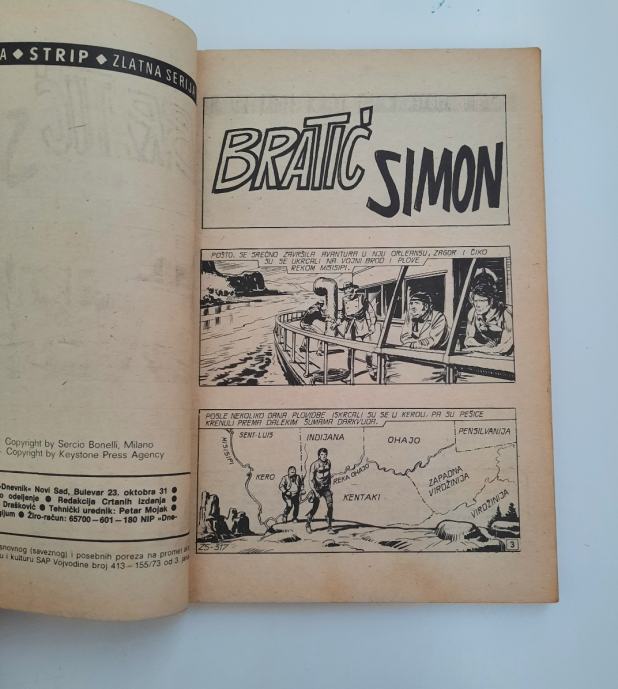 A ◆ STRIP ◆ ZLATNA SERIJA
Copyright by Sercio Bonelli, Milano
Copyright by Keystone Press Agency
»Dnevnik« Novi Sad, Bulevar 23. oktobra 31 ●
odeljenje ● Redakcija Crtanih izdanja ●
Drašković ● Tehnički urednik: Petar Mojak ●
● Žiro-račun: 65700—601—180 NIP »Dne-
snovnog (saveznog) i posebnih poreza na promet
u i kulturu SAP Vojvodine broj 413—155/73 od 3.
BRATIĆ SIMON
POŠTO SE SREĆNO ZAVRŠILA AVANTURA U NJU ORLEANSU, ZAGOR I ČIKO
SU SE UKRCALI NA VOJNI BROD I PLOVE
REKOM MISISIPI.
POSLE NEKOLIKO DANA PLOVIDBE ISKRCALI SU SE U KEROU, PA SU PEŠICE
KRENULI PREMA DALEKIM ŠUMAMA DARKVUDA.
SENT-LUIS
INDIJANA
OHAJO
PENSILVANIJA
MISISIPI
KERO
REKA OHAJO
KENTAKI
ZAPADNA
VIRDŽINIJA
VIRDŽINIJA
ZS-517
3